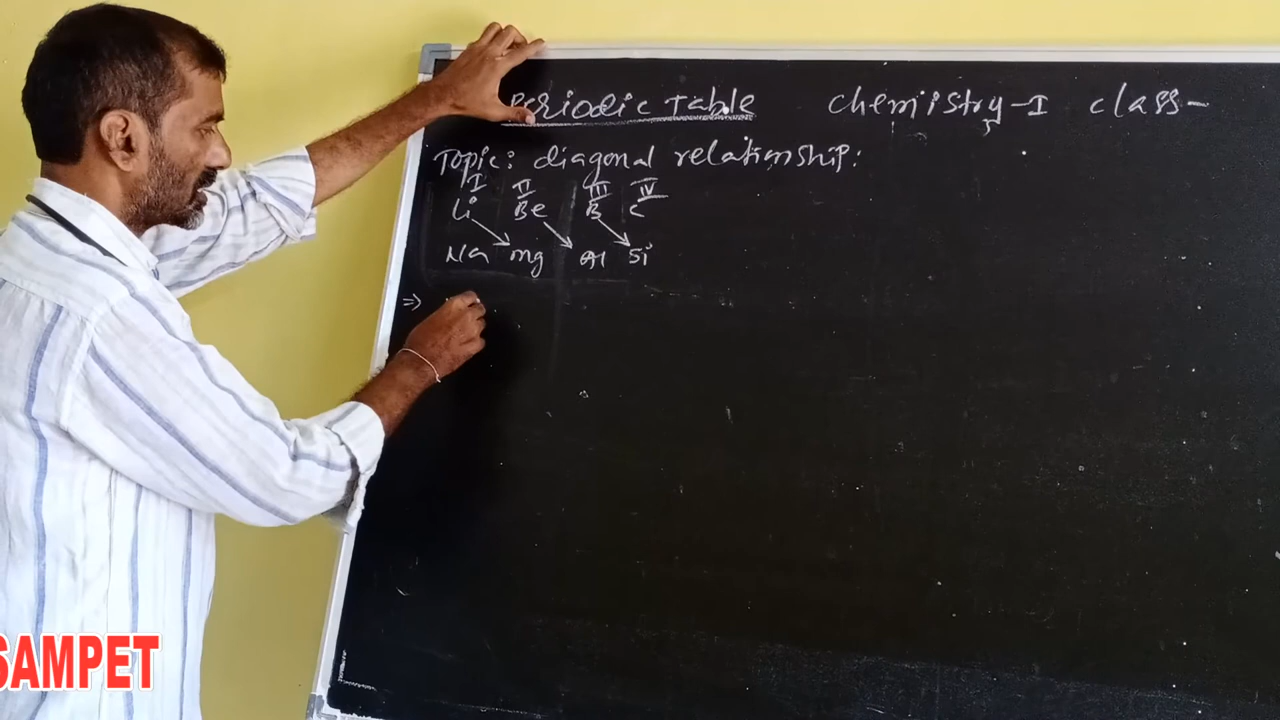 Periodic Table chemistry-I class-
Topic: diagonal relationship:
I II III IV
Li Be B C
Na mg Al Si
⇒
SAMPET